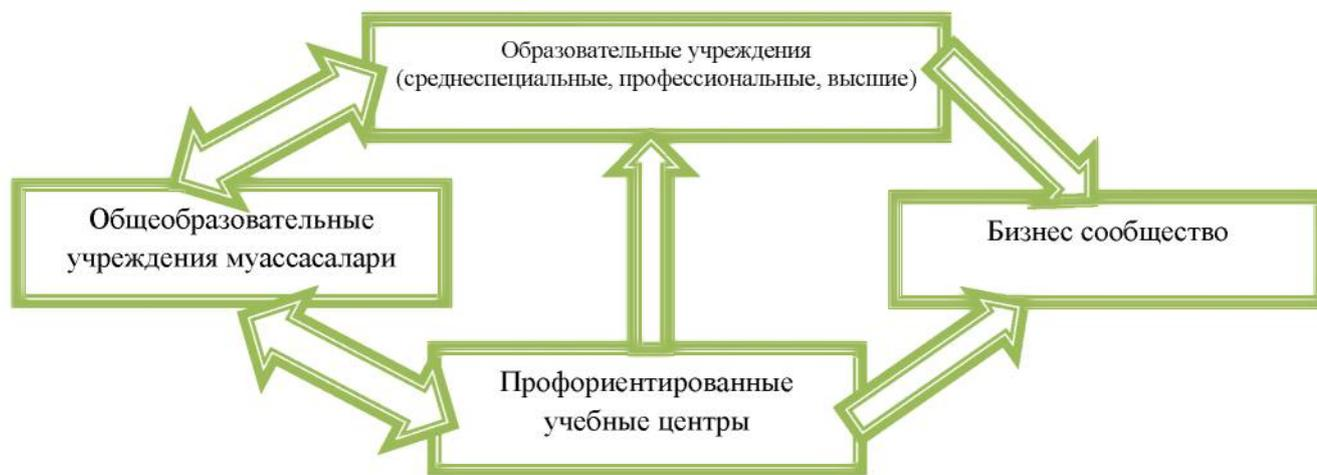 Образовательные учреждения
(среднеспециальные, профессиональные, высшие)
Общеобразовательные
учреждения муассасалари
Бизнес сообщество
Профориентированные
учебные центры